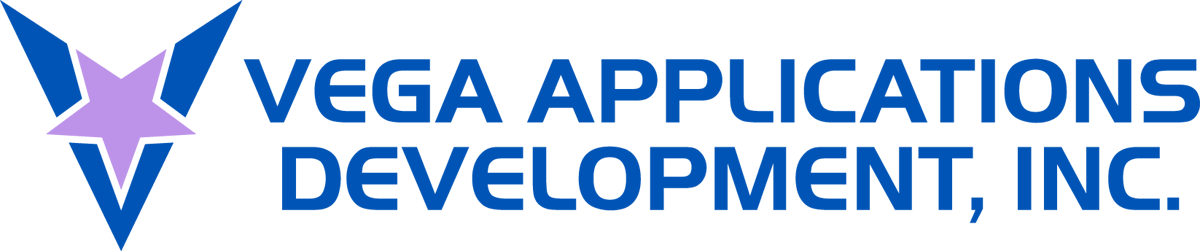 VEGA APPLICATIONS
DEVELOPMENT, INC.